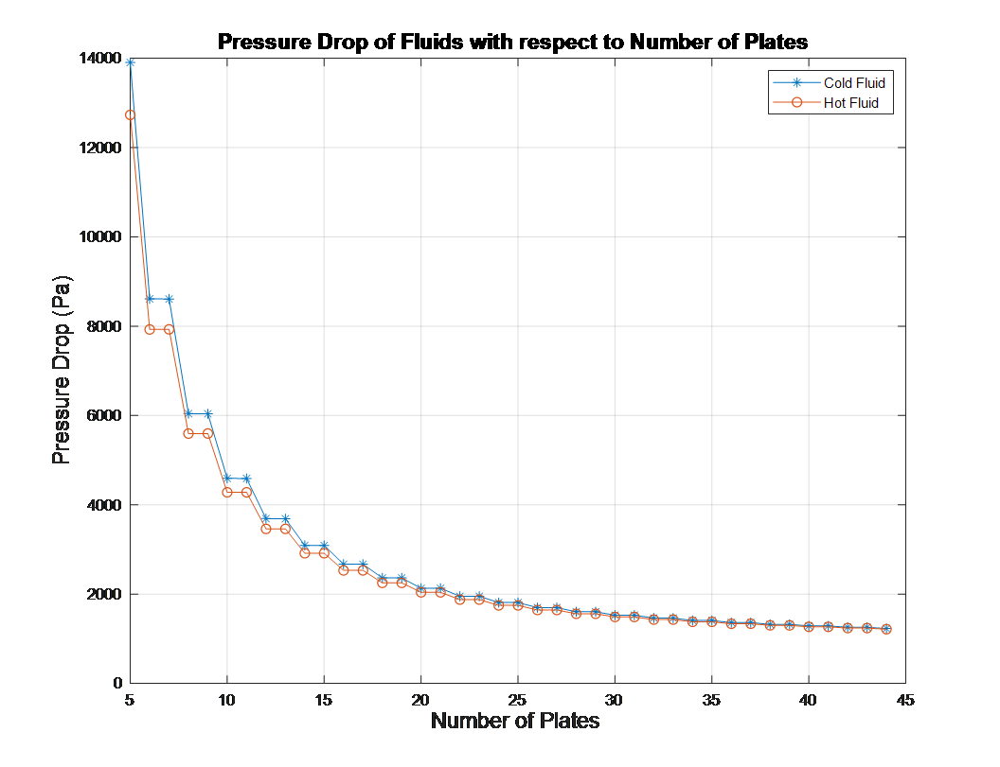 Pressure Drop of Fluids with respect to Number of Plates
Cold Fluid
Hot Fluid
Pressure Drop (Pa)
14000
12000
10000
8000
6000
4000
2000
0
5 10 15 20 25 30 35 40 45
Number of Plates